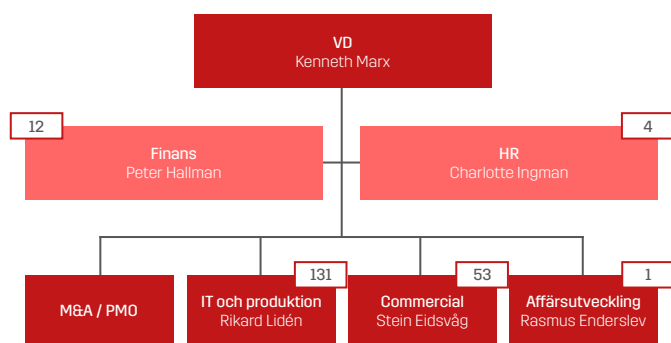 VD
Kenneth Marx
12
4
Finans
Peter Hallman
HR
Charlotte Ingman
131
53
1
M&A / PMO
IT och produktion
Rikard Lidén
Commercial
Stein Eidsvåg
Affärsutveckling
Rasmus Enderslev